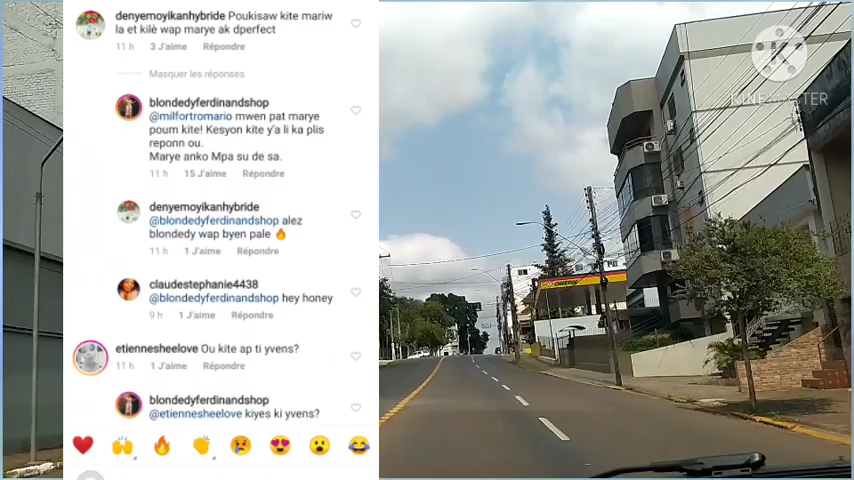 denyemoyikanhybride Poukisaw kite mariw
la et kilè wap marye ak dperfect
11 h 3 J'aime Répondre
Masquer les réponses
blondedyferdinandshop
@milfortromario mwen pat marye
poum kite! Kesyon kite y'a li ka plis
reponn ou.
Marye anko Mpa su de sa.
11 h 15 J'aime Répondre
denyemoyikanhybride
@blondedyferdinandshop alez
blondedy wap byen pale 🔥
11 h 1 J'aime Répondre
claudestephanie4438
@blondedyferdinandshop hey honey
9 h 1 J'aime Répondre
etiennesheelove Ou kite ap ti yvens?
11 h 1 J'aime Répondre
blondedyferdinandshop
@etiennesheelove kiyes ki yvens?
❤️ 🙌 🔥 👏 😢 😍 😮 😂
KINEMASTER